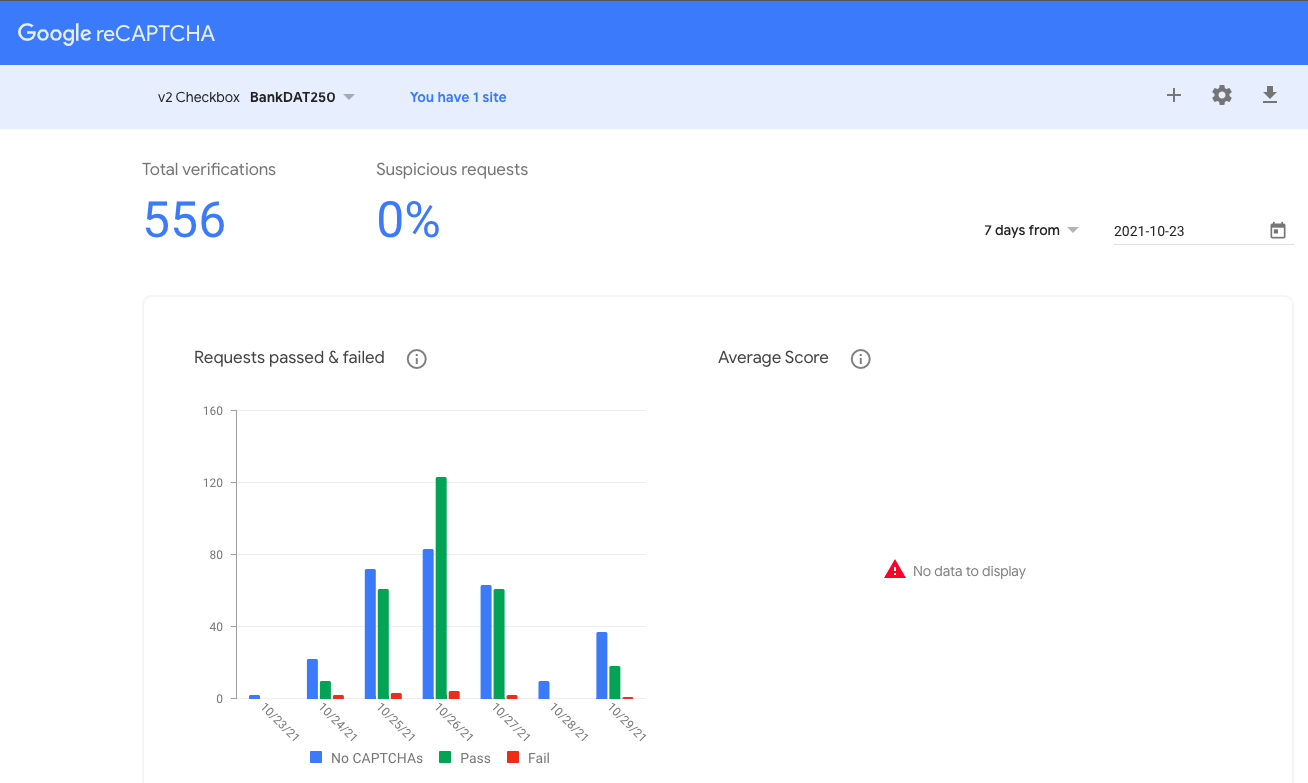 Google reCAPTCHA
v2 Checkbox BankDAT250 You have 1 site
Total verifications Suspicious requests
556 0%
7 days from 2021-10-23
Requests passed & failed Average Score
160
120
80
40
0
No data to display
10/23/21 10/24/21 10/25/21 10/26/21 10/27/21 10/28/21 10/29/21
No CAPTCHAs Pass Fail